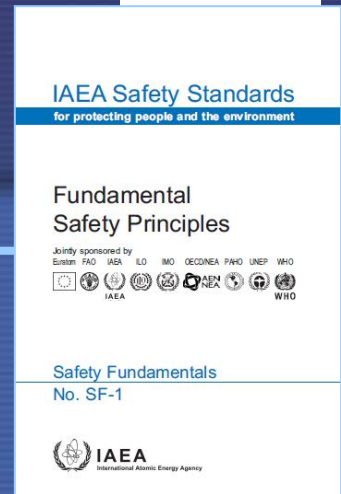 IAEA Safety Standards
for protecting people and the environment
Fundamental
Safety Principles
Jointly sponsored by
Euratom FAO IAEA ILO IMO OECD/NEA PAHO UNEP WHO
AEN
NEA
IAEA
WHO
Safety Fundamentals
No. SF-1
IAEA
International Atomic Energy Agency